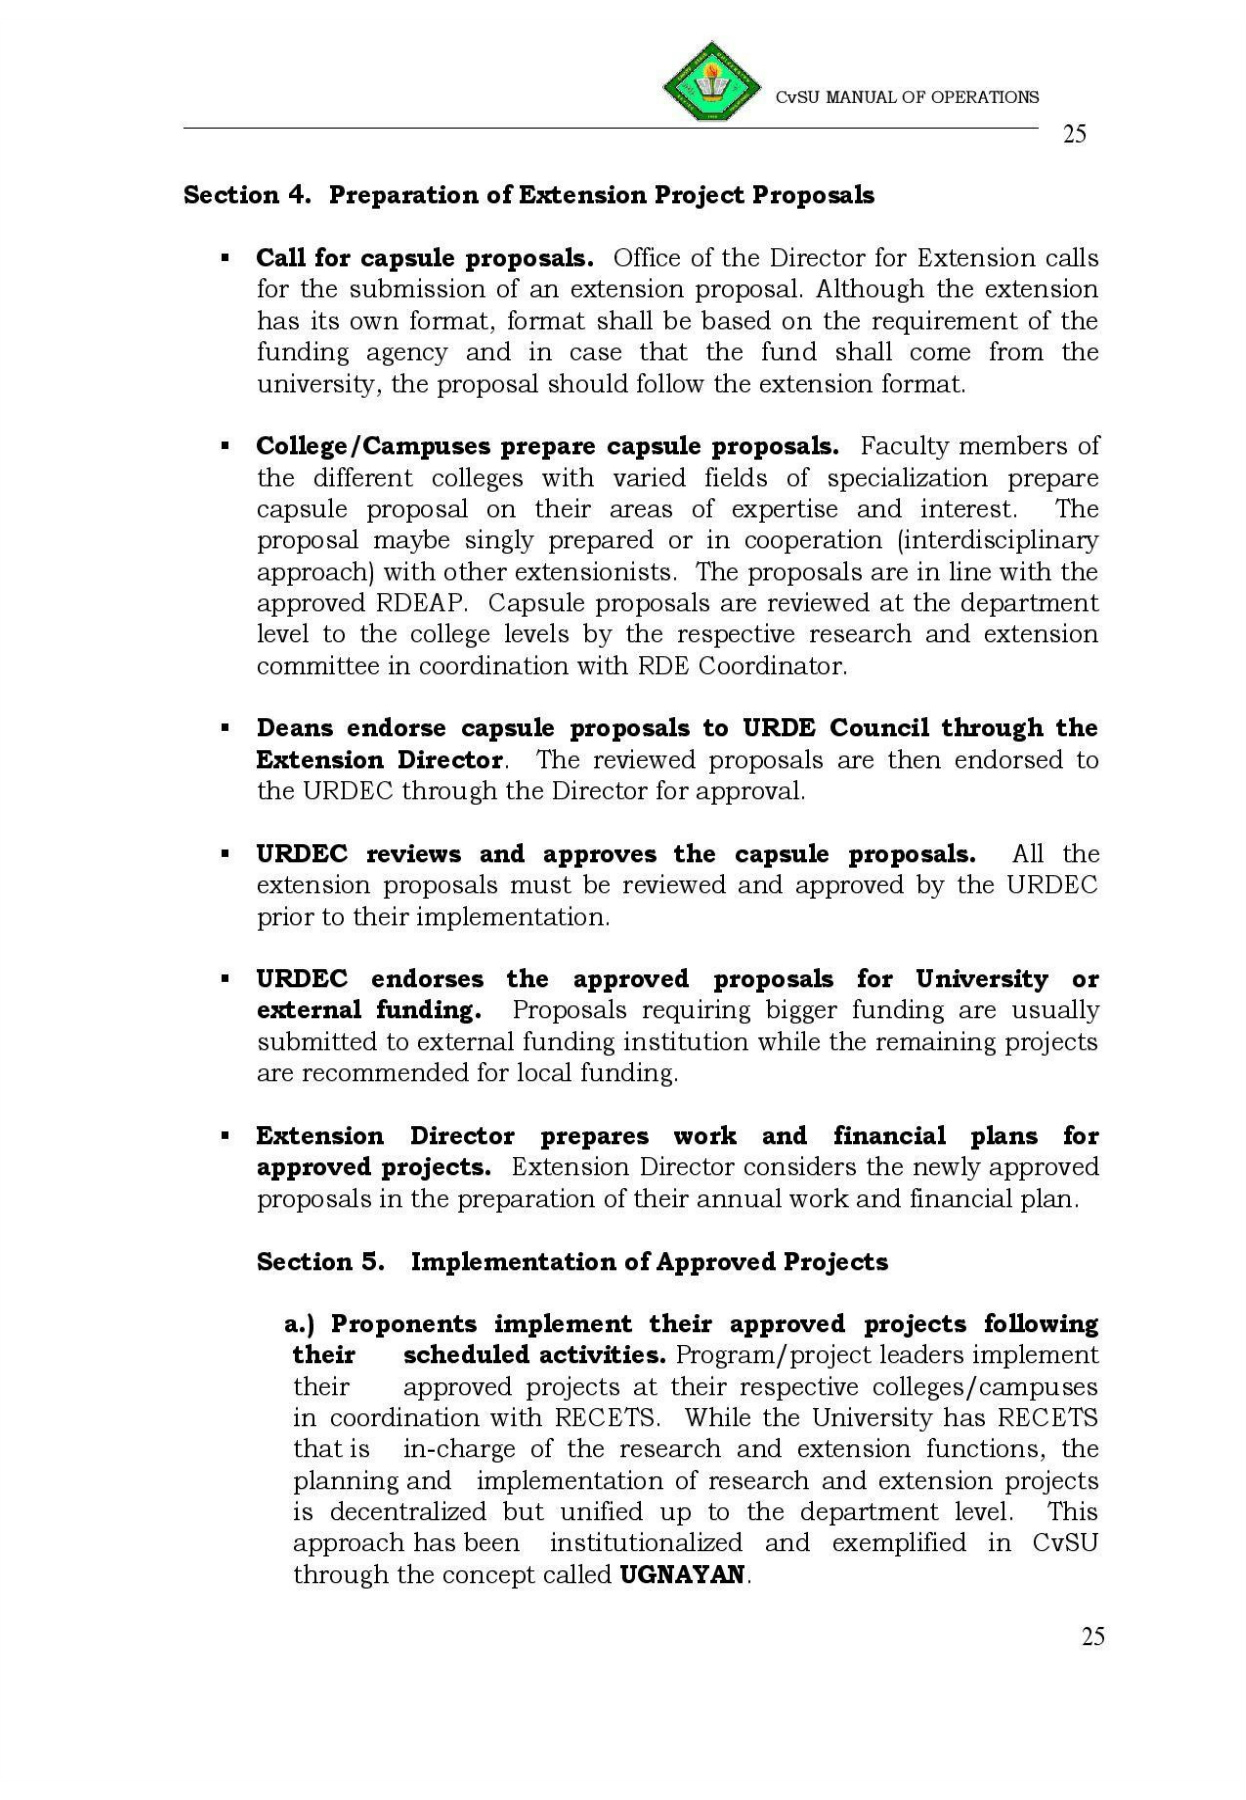 CvSU MANUAL OF OPERATIONS
25
Section 4. Preparation of Extension Project Proposals
▪ Call for capsule proposals. Office of the Director for Extension calls
for the submission of an extension proposal. Although the extension
has its own format, format shall be based on the requirement of the
funding agency and in case that the fund shall come from the
university, the proposal should follow the extension format.
▪ College/Campuses prepare capsule proposals. Faculty members of
the different colleges with varied fields of specialization prepare
capsule proposal on their areas of expertise and interest. The
proposal maybe singly prepared or in cooperation (interdisciplinary
approach) with other extensionists. The proposals are in line with the
approved RDEAP. Capsule proposals are reviewed at the department
level to the college levels by the respective research and extension
committee in coordination with RDE Coordinator.
▪ Deans endorse capsule proposals to URDE Council through the
Extension Director. The reviewed proposals are then endorsed to
the URDEC through the Director for approval.
▪ URDEC reviews and approves the capsule proposals. All the
extension proposals must be reviewed and approved by the URDEC
prior to their implementation.
▪ URDEC endorses the approved proposals for University or
external funding. Proposals requiring bigger funding are usually
submitted to external funding institution while the remaining projects
are recommended for local funding.
▪ Extension Director prepares work and financial plans for
approved projects. Extension Director considers the newly approved
proposals in the preparation of their annual work and financial plan.
Section 5. Implementation of Approved Projects
a.) Proponents implement their approved projects following
their scheduled activities. Program/project leaders implement
their approved projects at their respective colleges/campuses
in coordination with RECETS. While the University has RECETS
that is in-charge of the research and extension functions, the
planning and implementation of research and extension projects
is decentralized but unified up to the department level. This
approach has been institutionalized and exemplified in CvSU
through the concept called UGNAYAN.
25